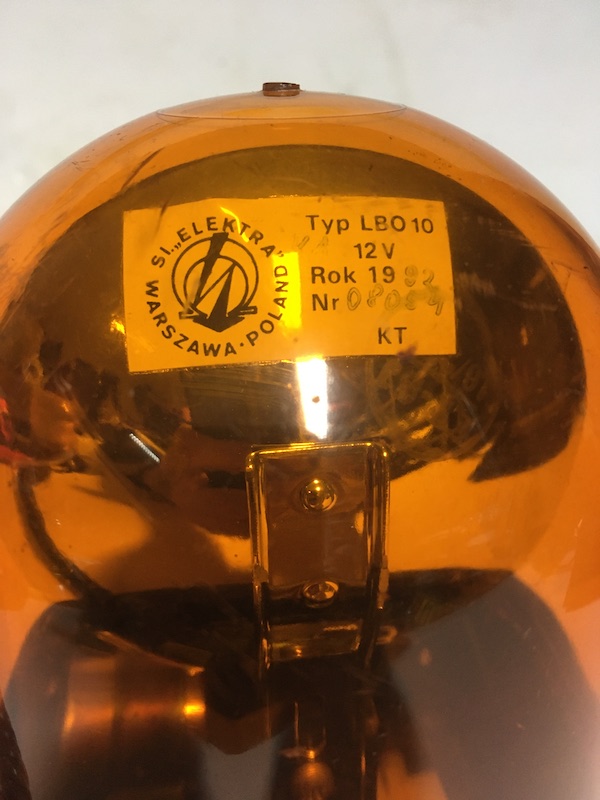 SI. „ELEKTRA”
WARSZAWA · POLAND
Typ LBO 10
12 V
Rok 19
Nr
KT